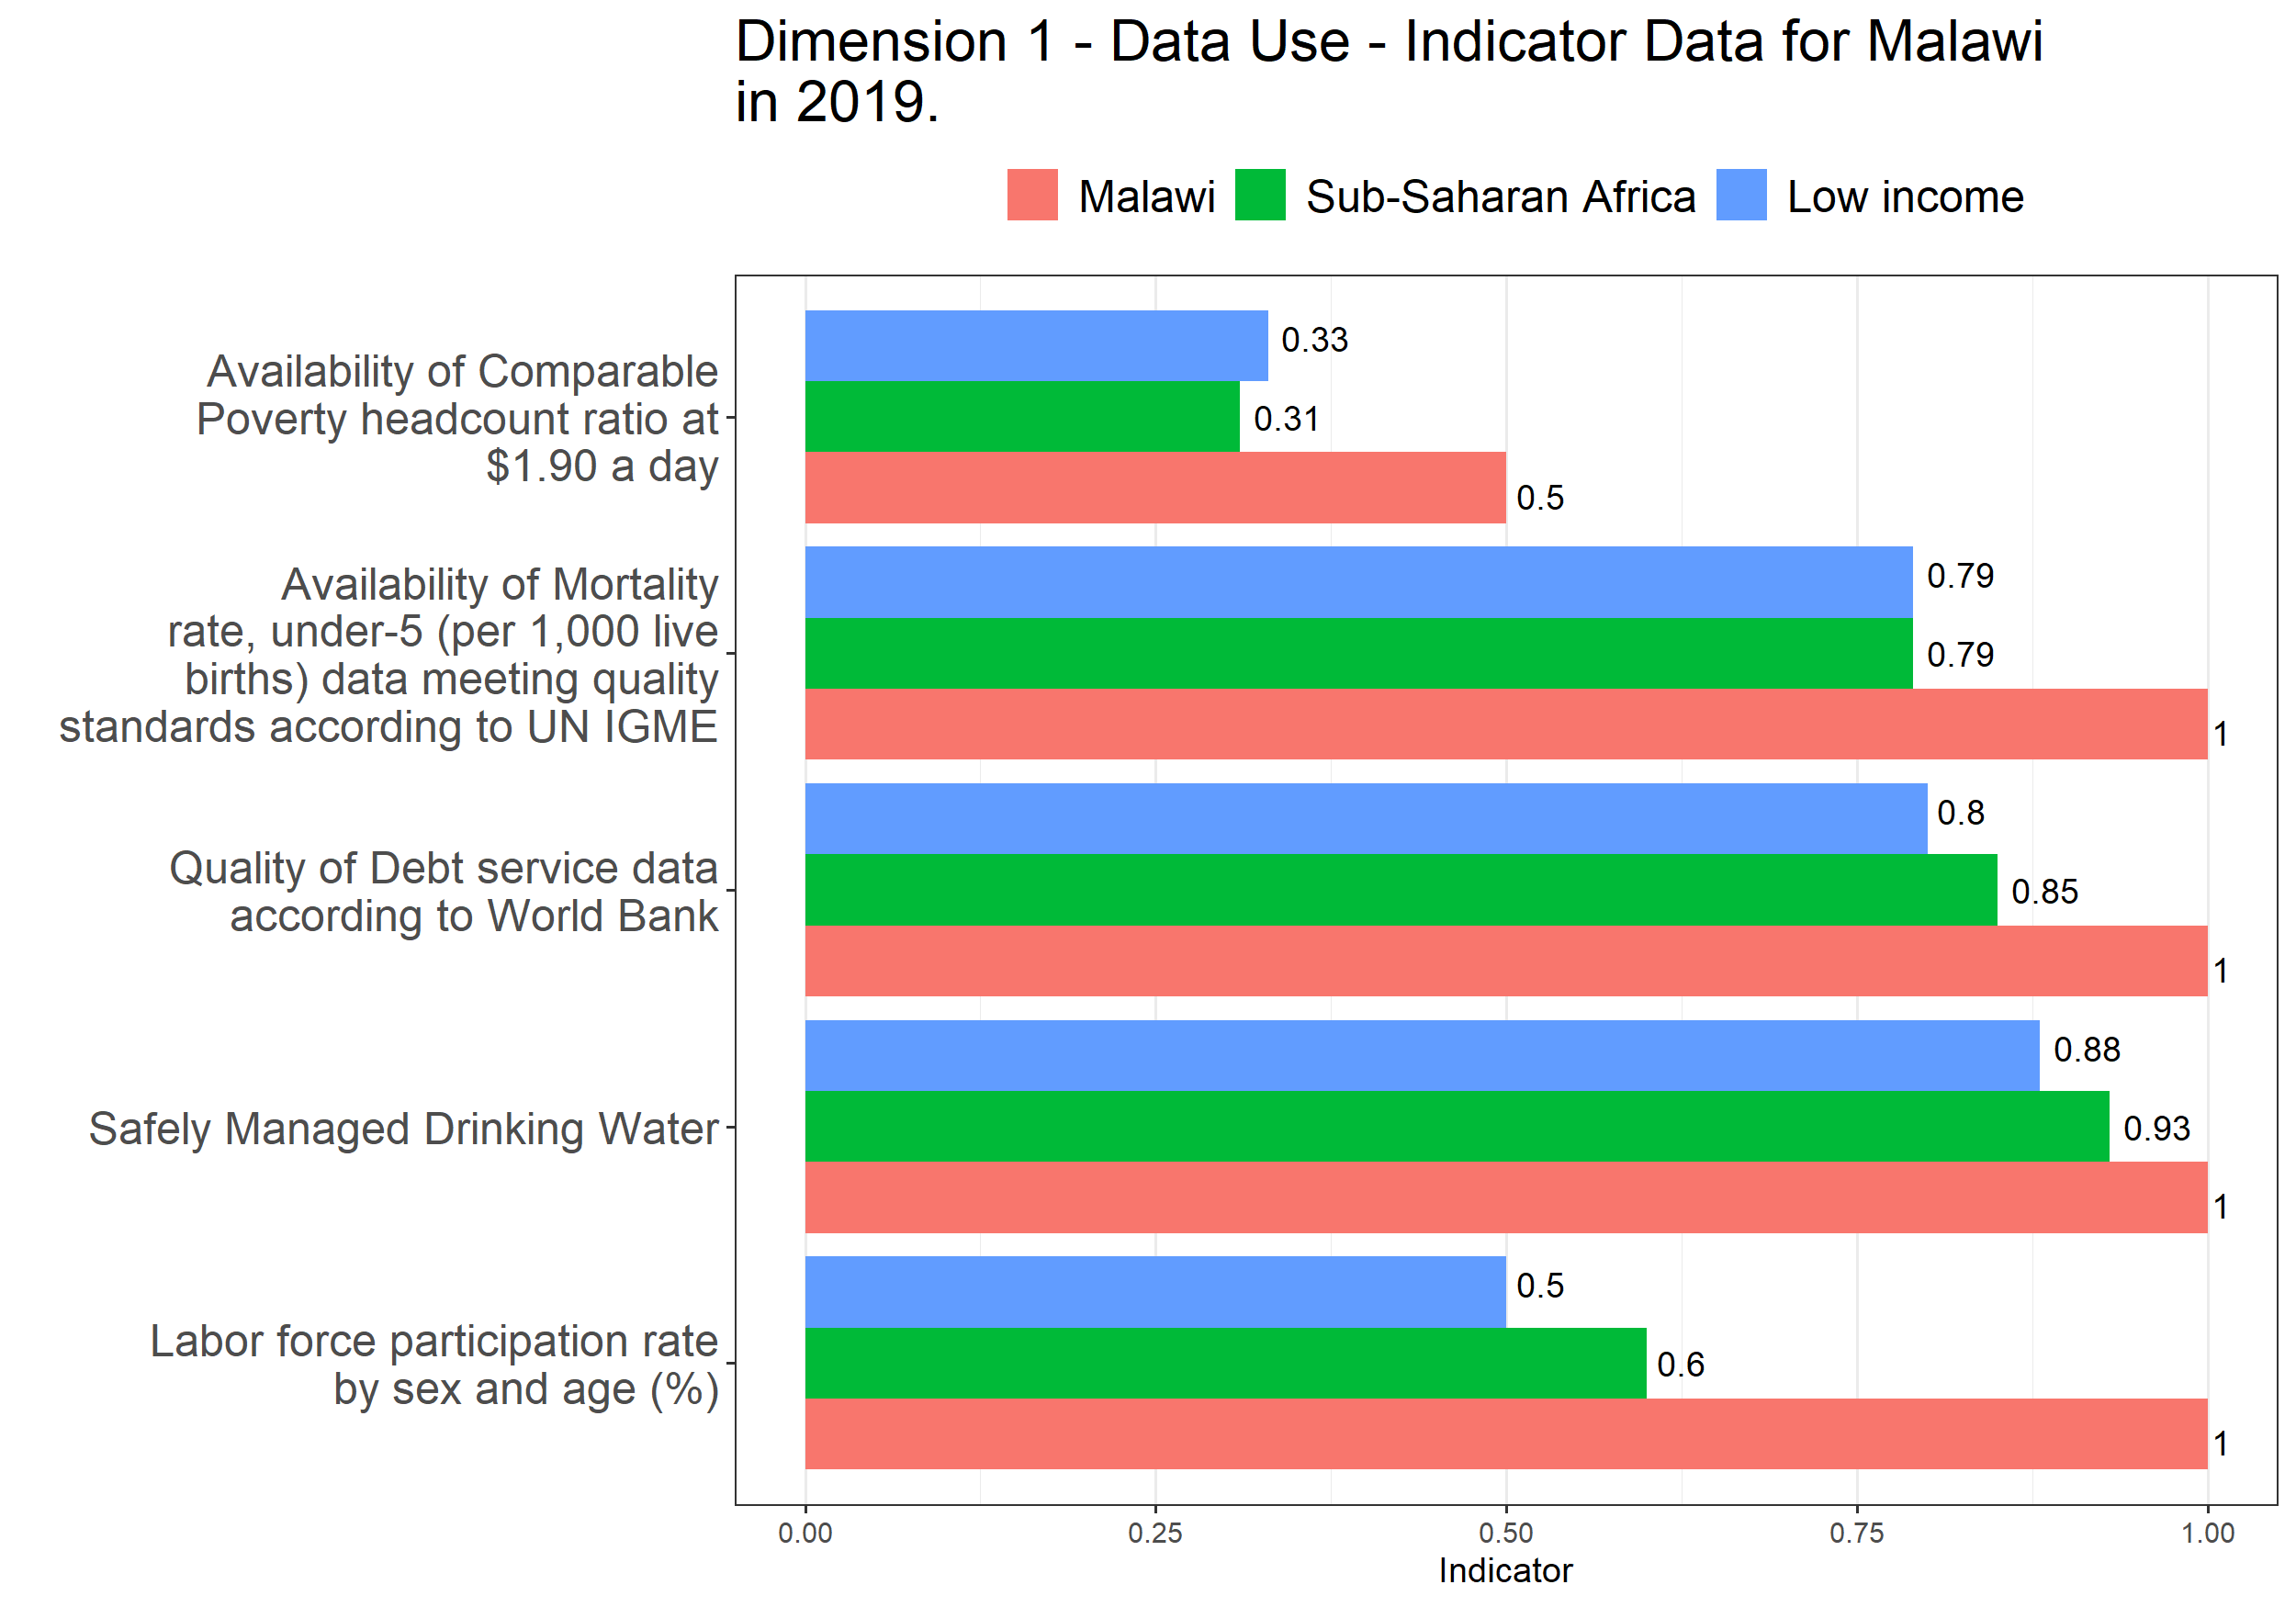 Dimension 1 - Data Use - Indicator Data for Malawi
in 2019.
Malawi Sub-Saharan Africa Low income
Availability of Comparable
Poverty headcount ratio at
$1.90 a day
0.33
0.31
0.5
Availability of Mortality
rate, under-5 (per 1,000 live
births) data meeting quality
standards according to UN IGME
0.79
0.79
1
Quality of Debt service data
according to World Bank
0.8
0.85
1
Safely Managed Drinking Water
0.88
0.93
1
Labor force participation rate
by sex and age (%)
0.5
0.6
1
0.00 0.25 0.50 0.75 1.00
Indicator